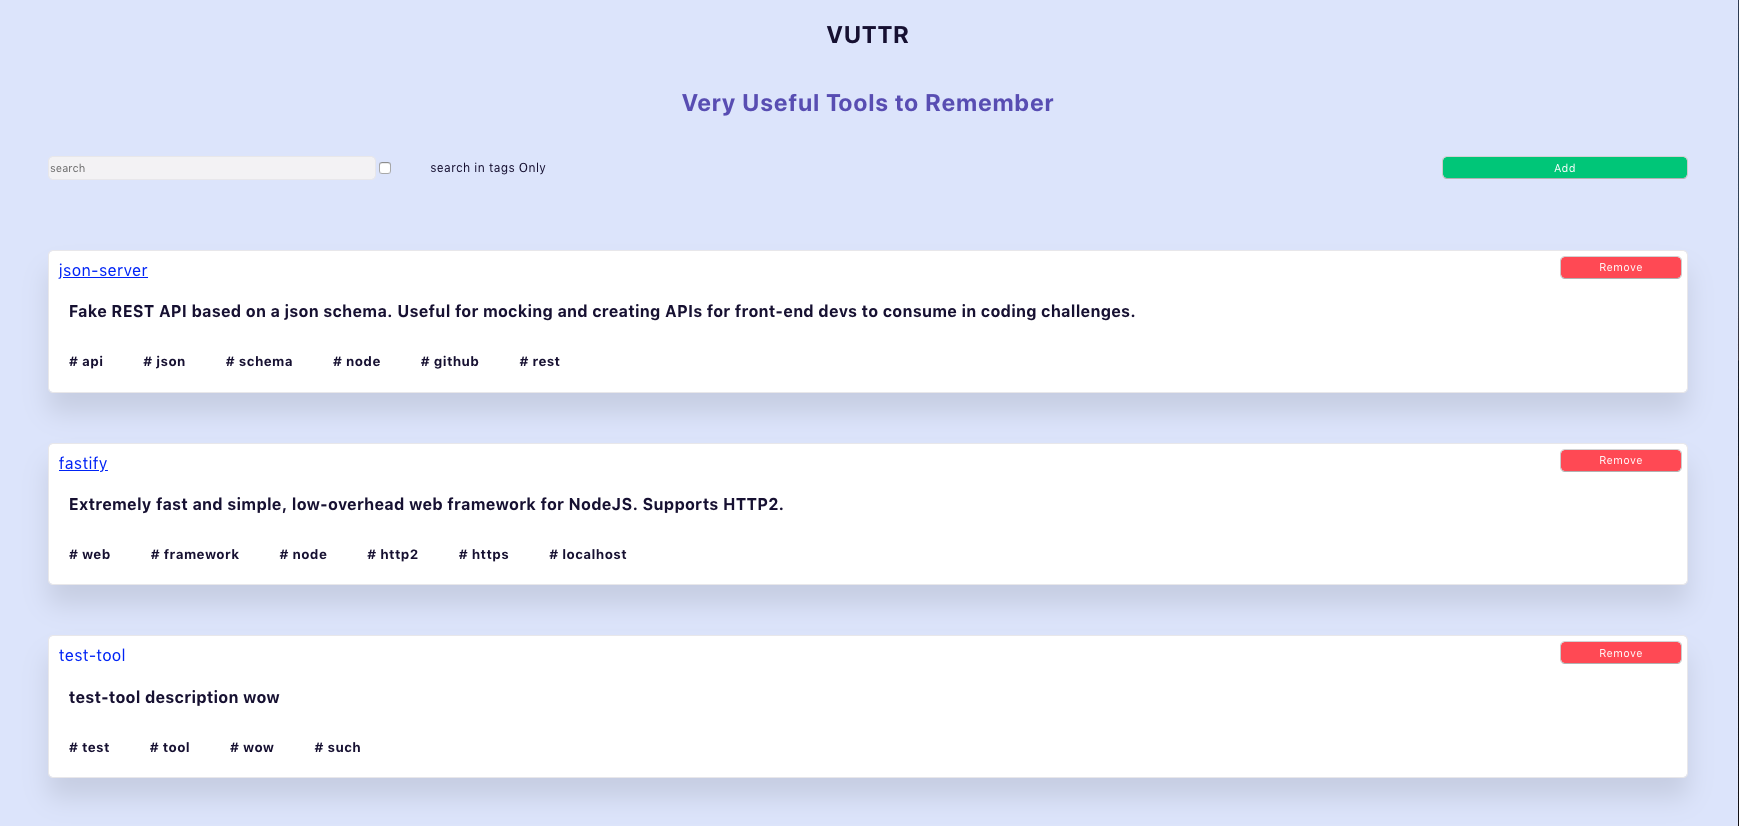 VUTTR
Very Useful Tools to Remember
search
search in tags Only
Add
json-server
Remove
Fake REST API based on a json schema. Useful for mocking and creating APIs for front-end devs to consume in coding challenges.
# api # json # schema # node # github # rest
fastify
Remove
Extremely fast and simple, low-overhead web framework for NodeJS. Supports HTTP2.
# web # framework # node # http2 # https # localhost
test-tool
Remove
test-tool description wow
# test # tool # wow # such